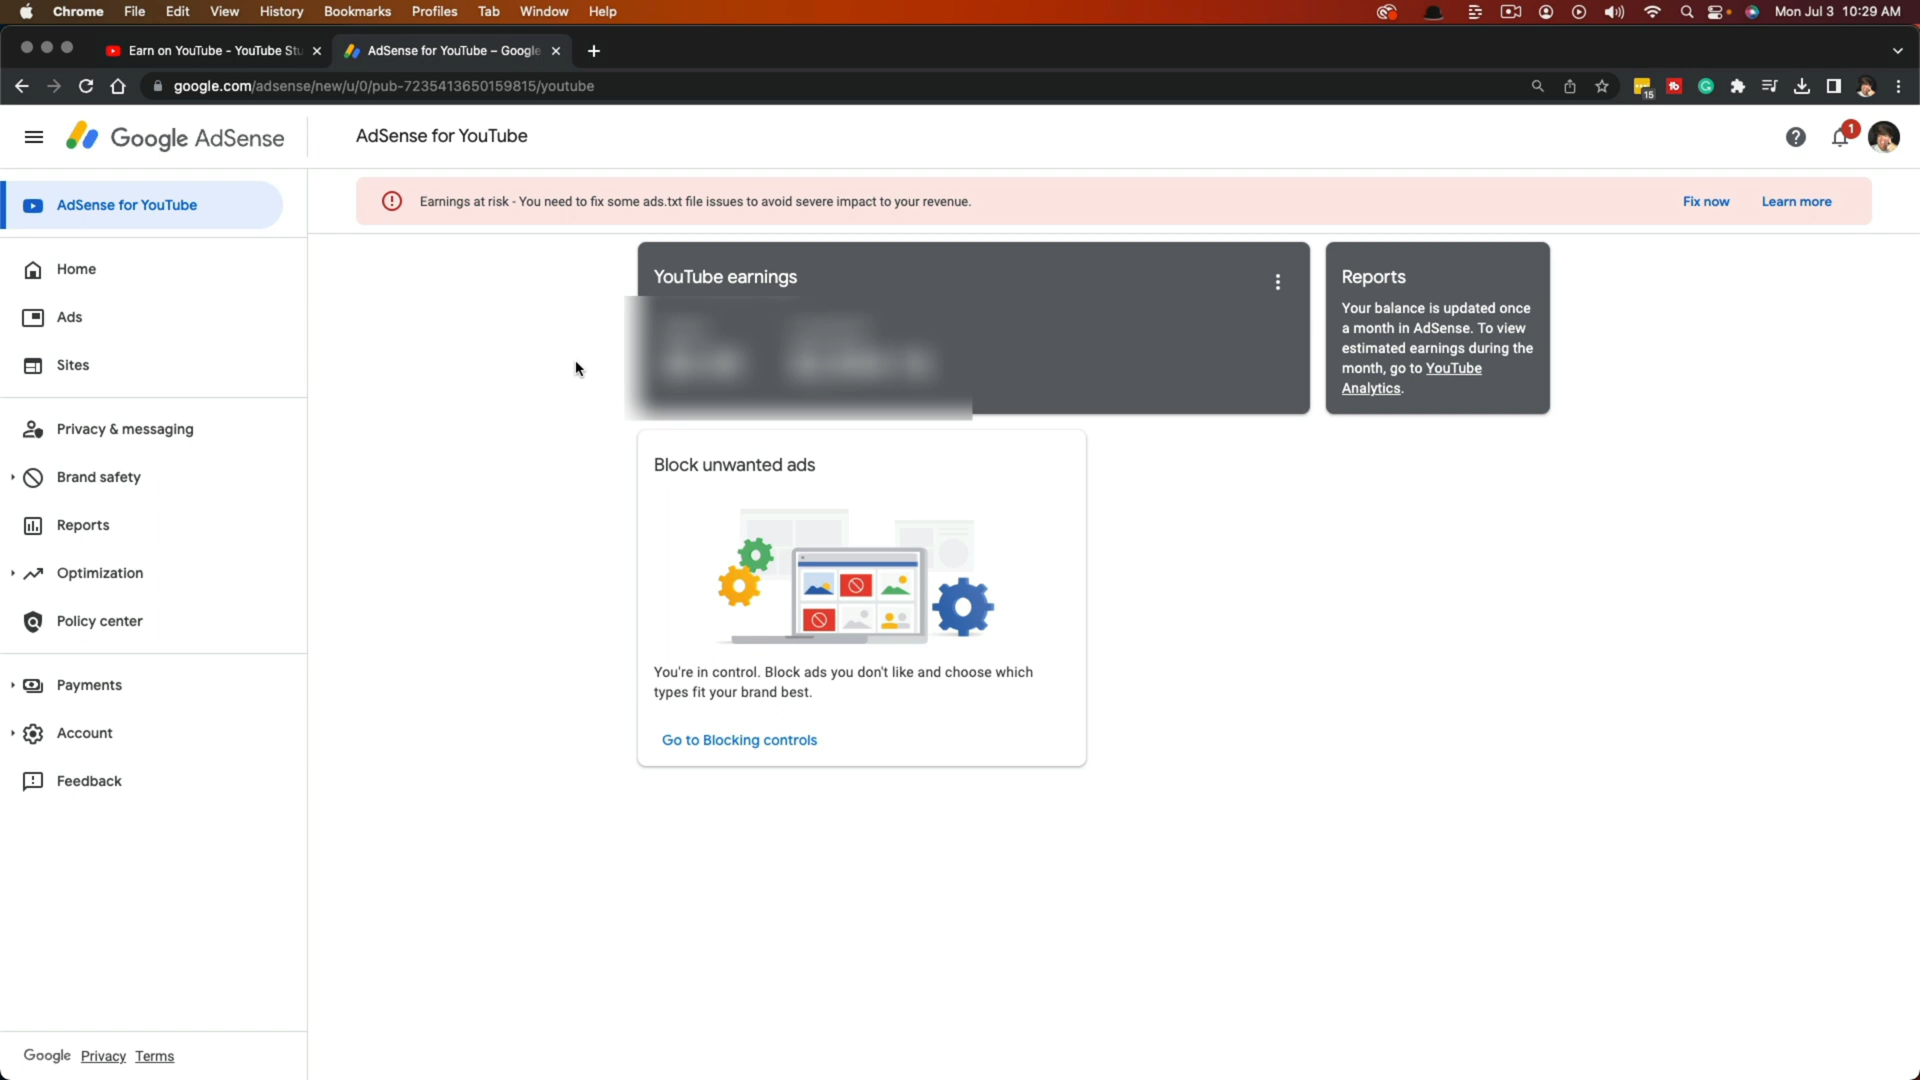 Chrome File Edit View History Bookmarks Profiles Tab Window Help Mon Jul 3 10:29 AM
Earn on YouTube - YouTube Stu
AdSense for YouTube – Google
google.com/adsense/new/u/0/pub-7235413650159815/youtube
15
Google AdSense
AdSense for YouTube
1
AdSense for YouTube
Home
Ads
Sites
Privacy & messaging
Brand safety
Reports
Optimization
Policy center
Payments
Account
Feedback
Google Privacy Terms
Earnings at risk - You need to fix some ads.txt file issues to avoid severe impact to your revenue.
Fix now
Learn more
YouTube earnings
Reports
Your balance is updated once
a month in AdSense. To view
estimated earnings during the
month, go to YouTube
Analytics.
Block unwanted ads
You're in control. Block ads you don't like and choose which
types fit your brand best.
Go to Blocking controls